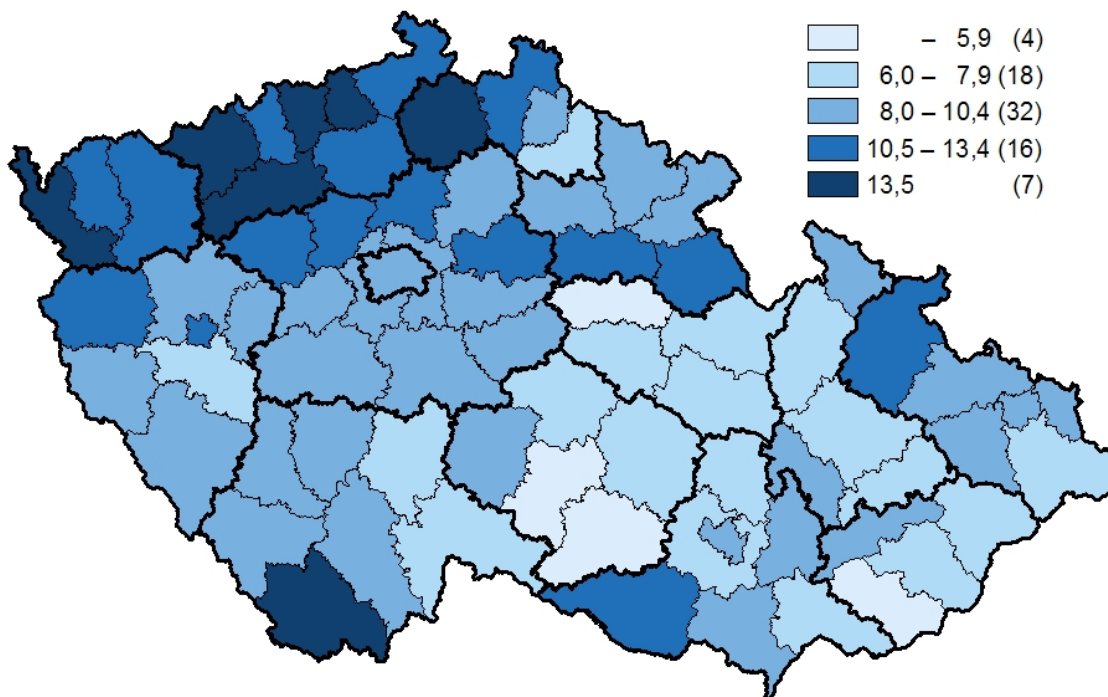 – 5,9 (4)
6,0 – 7,9 (18)
8,0 – 10,4 (32)
10,5 – 13,4 (16)
13,5 (7)